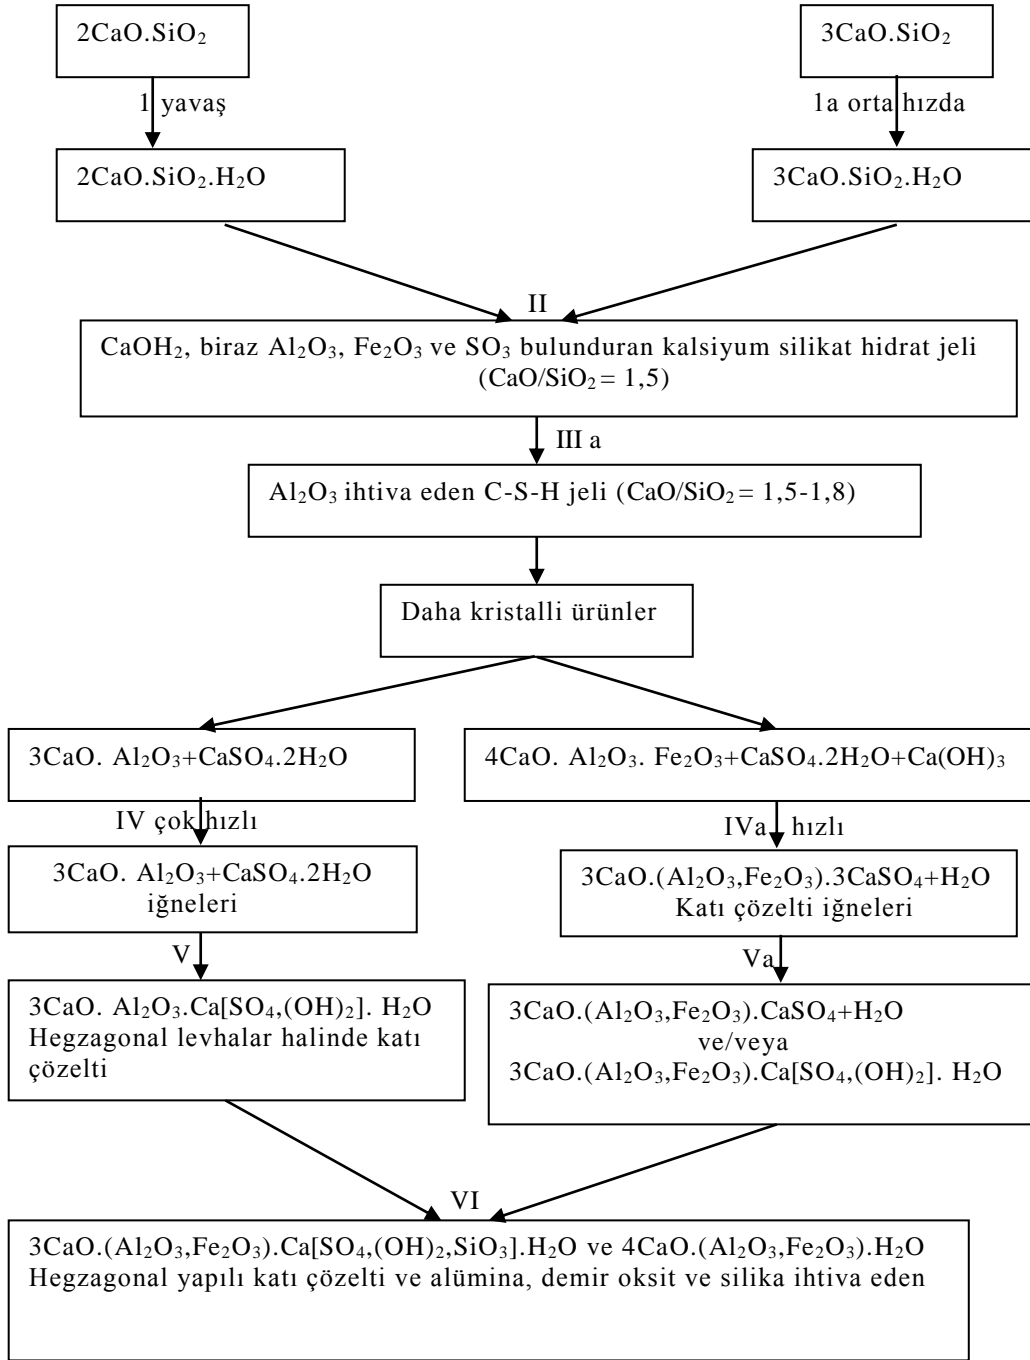 2CaO.SiO₂
3CaO.SiO₂
1 yavaş
1a orta hızda
2CaO.SiO₂.H₂O
3CaO.SiO₂.H₂O
II
CaOH₂, biraz Al₂O₃, Fe₂O₃ ve SO₃ bulunduran kalsiyum silikat hidrat jeli
(CaO/SiO₂ = 1,5)
III a
Al₂O₃ ihtiva eden C-S-H jeli (CaO/SiO₂ = 1,5-1,8)
Daha kristalli ürünler
3CaO. Al₂O₃+CaSO₄.2H₂O
4CaO. Al₂O₃. Fe₂O₃+CaSO₄.2H₂O+Ca(OH)₃
IV çok hızlı
IVa hızlı
3CaO. Al₂O₃+CaSO₄.2H₂O
iğneleri
3CaO.(Al₂O₃,Fe₂O₃).3CaSO₄+H₂O
Katı çözelti iğneleri
V
Va
3CaO. Al₂O₃.Ca[SO₄,(OH)₂]. H₂O
Hegzagonal levhalar halinde katı
çözelti
3CaO.(Al₂O₃,Fe₂O₃).CaSO₄+H₂O
ve/veya
3CaO.(Al₂O₃,Fe₂O₃).Ca[SO₄,(OH)₂]. H₂O
VI
3CaO.(Al₂O₃,Fe₂O₃).Ca[SO₄,(OH)₂,SiO₃].H₂O ve 4CaO.(Al₂O₃,Fe₂O₃).H₂O
Hegzagonal yapılı katı çözelti ve alümina, demir oksit ve silika ihtiva eden